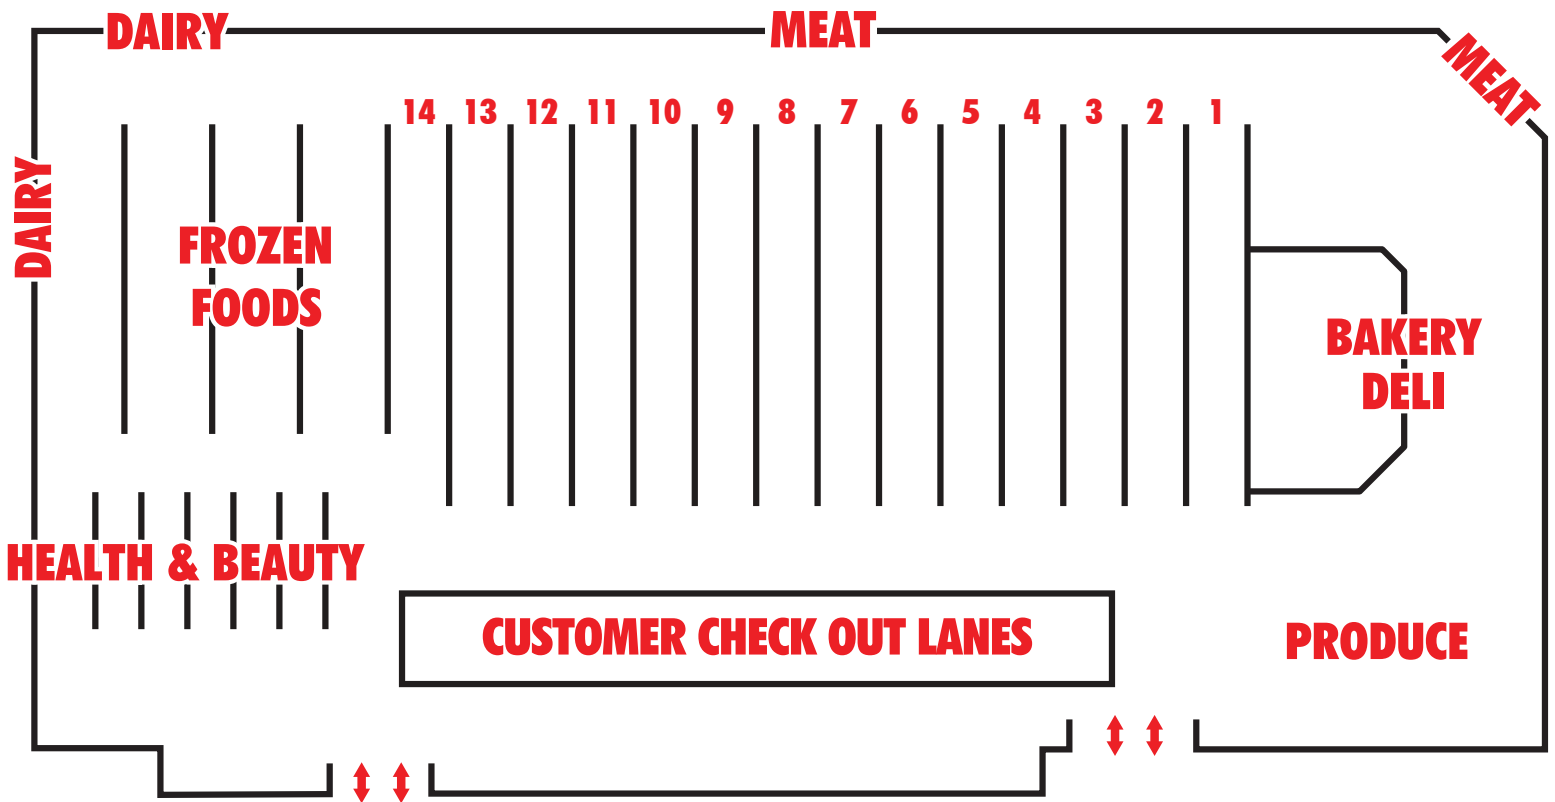 DAIRY
MEAT
MEAT
14 13 12 11 10 9 8 7 6 5 4 3 2 1
DAIRY
FROZEN
FOODS
BAKERY
DELI
HEALTH & BEAUTY
CUSTOMER CHECK OUT LANES
PRODUCE